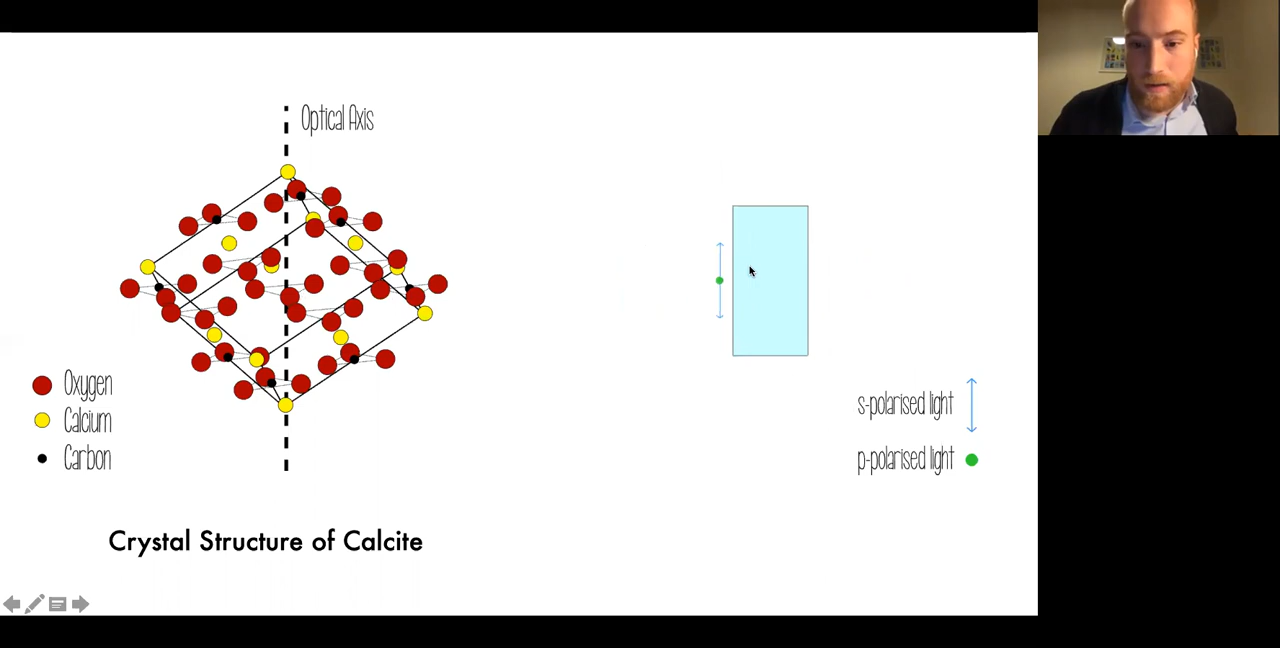 Optical Axis
Oxygen
Calcium
Carbon
s-polarised light
p-polarised light
Crystal Structure of Calcite